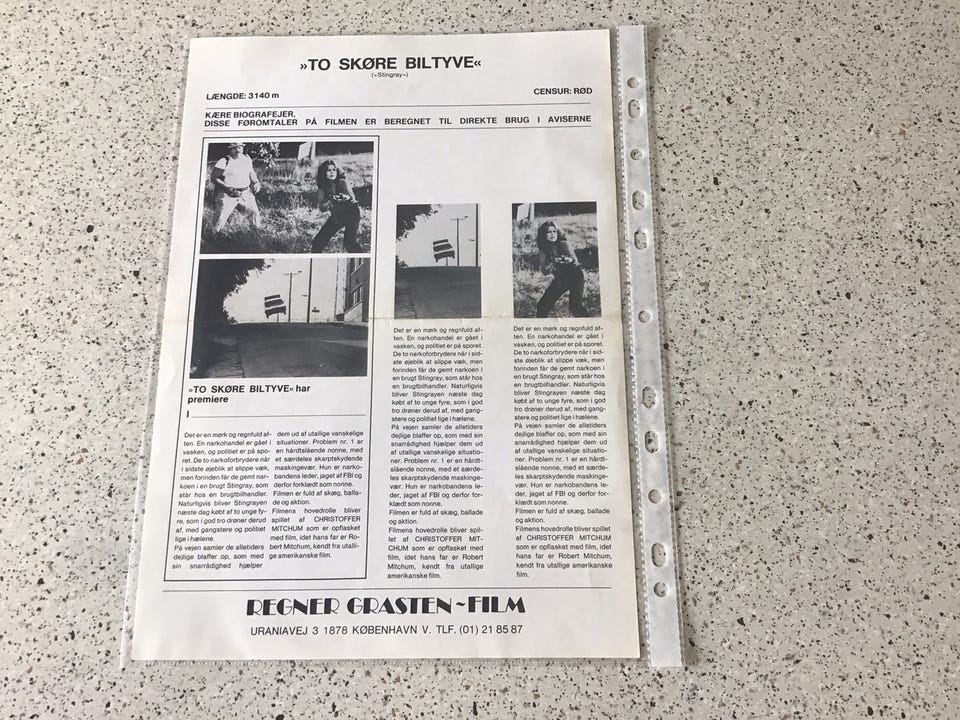 »TO SKØRE BILTYVE«
(»Stingray«)
LÆNGDE: 3140 m
CENSUR: RØD
KÆRE BIOGRAFEJER,
DISSE FØROMTALER PÅ FILMEN ER BEREGNET TIL DIREKTE BRUG I AVISERNE
»TO SKØRE BILTYVE« har
premiere
I
Det er en mørk og regnfuld af-
ten. En narkohandel er gået i
vasken, og politiet er på spo-
ret. De to narkoforbrydere når
i sidste øjeblik at slippe væk,
men forinden får de gemt nar-
koen i en brugt Stingray, som
står hos en brugtbilhandler.
Naturligvis bliver Stingrayen
næste dag købt af to unge fy-
re, som i god tro drøner derud
af, med gangstere og politiet
lige i hælene.
På vejen samler de alletiders
dejlige blaffer op, som med
sin snarrådighed hjælper
dem ud af utallige vanskelige
situationer. Problem nr. 1 er
en hårdtslående nonne, med
et særdeles skarptskydende
maskingevær. Hun er narko-
bandens leder, jaget af FBI og
derfor forklædt som nonne.
Filmen er fuld af skæg, balla-
de og aktion.
Filmens hovedrolle bliver
spillet af CHRISTOFFER
MITCHUM som er opflasket
med film, idet hans far er Ro-
bert Mitchum, kendt fra utalli-
ge amerikanske film.
Det er en mørk og regnfuld af-
ten. En narkohandel er gået i
vasken, og politiet er på sporet.
De to narkoforbrydere når i sid-
ste øjeblik at slippe væk, men
forinden får de gemt narkoen i
en brugt Stingray, som står hos
en brugtbilhandler. Naturligvis
bliver Stingrayen næste dag
købt af to unge fyre, som i god
tro drøner derud af, med gang-
stere og politiet lige i hælene.
På vejen samler de alletiders
dejlige blaffer op, som med sin
snarrådighed hjælper dem ud
af utallige vanskelige situatio-
ner. Problem nr. 1 er en hårdt-
slående nonne, med et særde-
les skarptskydende maskinge-
vær. Hun er narkobandens le-
der, jaget af FBI og derfor for-
klædt som nonne.
Filmen er fuld af skæg, ballade
og aktion.
Filmens hovedrolle bliver spil-
let af CHRISTOFFER MIT-
CHUM som er opflasket med
film, idet hans far er Robert
Mitchum, kendt fra utallige
amerikanske film.
Det er en mørk og regnfuld af-
ten. En narkohandel er gået i
vasken, og politiet er på sporet.
De to narkoforbrydere når i sid-
ste øjeblik at slippe væk, men
forinden får de gemt narkoen i
en brugt Stingray, som står hos
en brugtbilhandler. Naturligvis
bliver Stingrayen næste dag
købt af to unge fyre, som i god
tro drøner derud af, med gang-
stere og politiet lige i hælene.
På vejen samler de alletiders
dejlige blaffer op, som med sin
snarrådighed hjælper dem ud
af utallige vanskelige situatio-
ner. Problem nr. 1 er en hårdt-
slående nonne, med et særde-
les skarptskydende maskinge-
vær. Hun er narkobandens le-
der, jaget af FBI og derfor for-
klædt som nonne.
Filmen er fuld af skæg, ballade
og aktion.
Filmens hovedrolle bliver spillet
af CHRISTOFFER MITCHUM
som er opflasket med film, idet
hans far er Robert Mitchum,
kendt fra utallige amerikanske
film.
REGNER GRASTEN~FILM
URANIAVEJ 3 1878 KØBENHAVN V. TLF. (01) 21 85 87